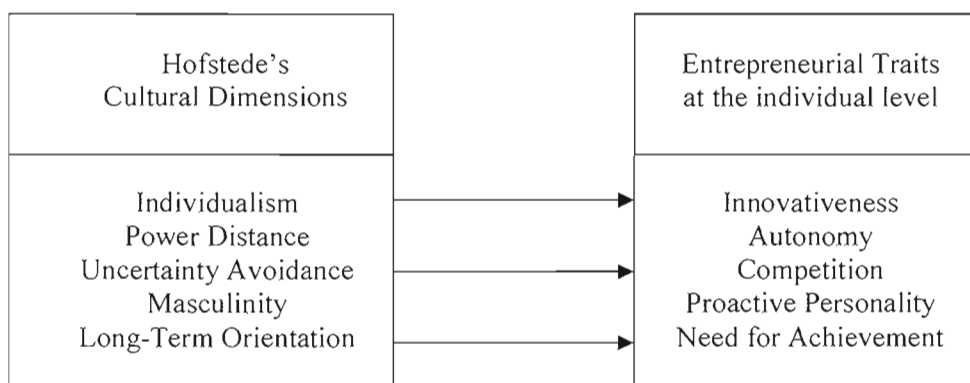 Hofstede's
Cultural Dimensions
Individualism
Power Distance
Uncertainty Avoidance
Masculinity
Long-Term Orientation
Entrepreneurial Traits
at the individual level
Innovativeness
Autonomy
Competition
Proactive Personality
Need for Achievement